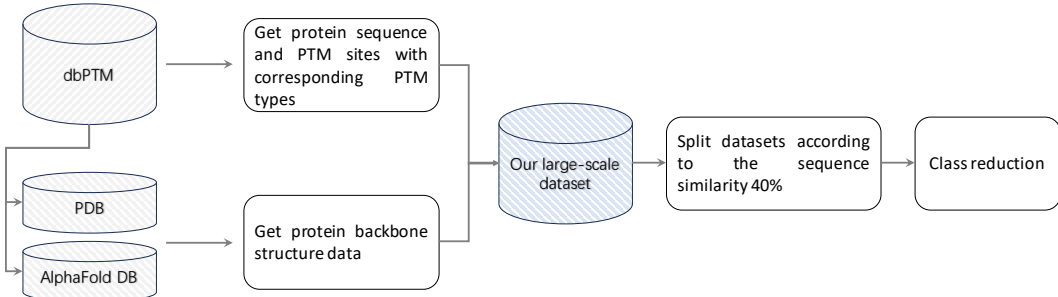 dbPTM
Get protein sequence
and PTM sites with
corresponding PTM
types
PDB
AlphaFold DB
Get protein backbone
structure data
Our large-scale
dataset
Split datasets according
to the sequence
similarity 40%
Class reduction